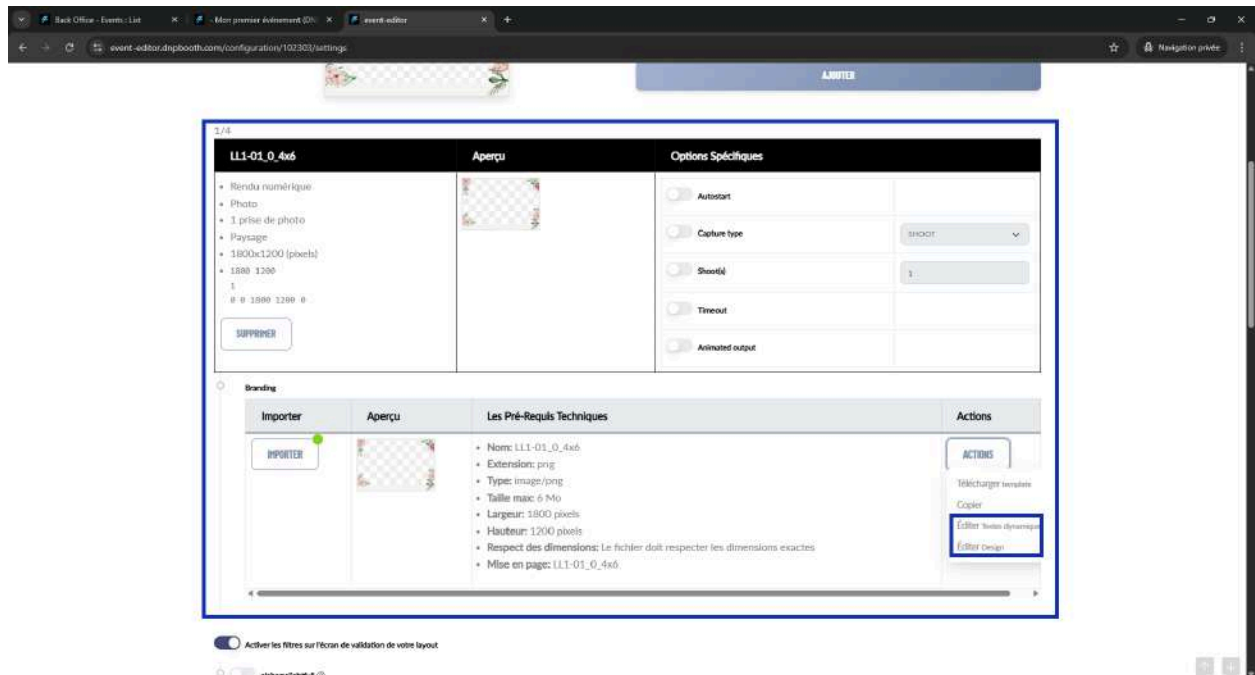 Back Office - Events : List
- Mon premier événement (DN
event-editor
event-editor.dnpbooth.com/configuration/102303/settings
Navigation privée
AJOUTER
1/4
LL1-01_0_4x6
Aperçu
Options Spécifiques
• Rendu numérique
• Photo
• 1 prise de photo
• Paysage
• 1800x1200 (pixels)
• 1800 1200
1
0 0 1800 1200 0
SUPPRIMER
Autostart
Capture type
SHOOT
Shoot(s)
1
Timeout
Animated output
Branding
Importer
Aperçu
Les Pré-Requis Techniques
Actions
IMPORTER
• Nom: LL1-01_0_4x6
• Extension: png
• Type: image/png
• Taille max: 6 Mo
• Largeur: 1800 pixels
• Hauteur: 1200 pixels
• Respect des dimensions: Le fichier doit respecter les dimensions exactes
• Mise en page: LL1-01_0_4x6
ACTIONS
Télécharger template
Copier
Éditer Textes dynamique
Éditer Design
Activer les filtres sur l'écran de validation de votre layout